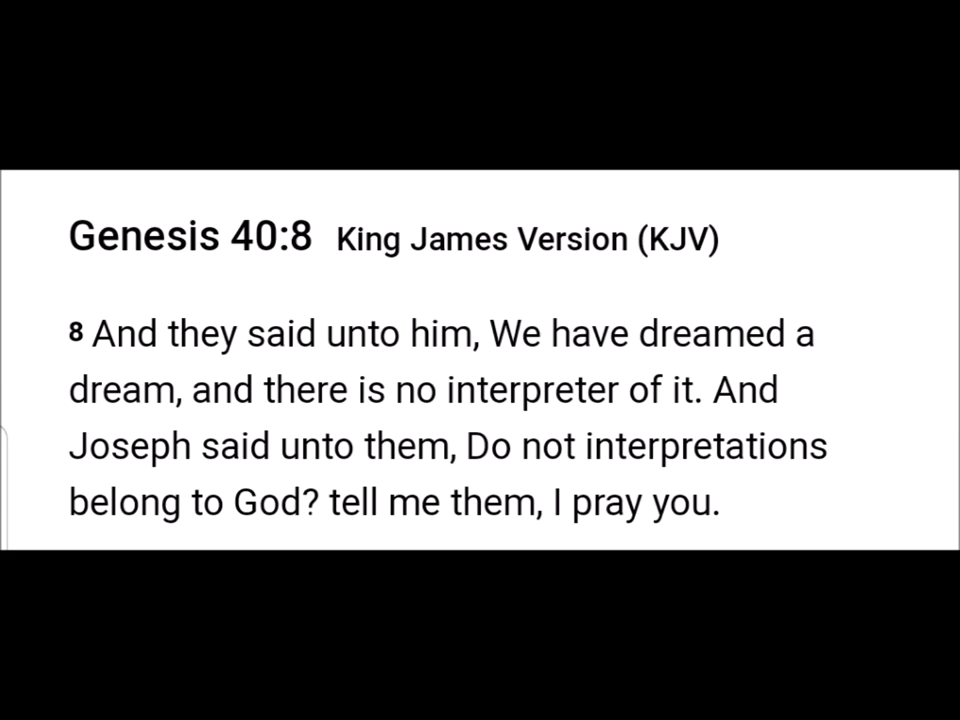 Genesis 40:8 King James Version (KJV)
8 And they said unto him, We have dreamed a
dream, and there is no interpreter of it. And
Joseph said unto them, Do not interpretations
belong to God? tell me them, I pray you.